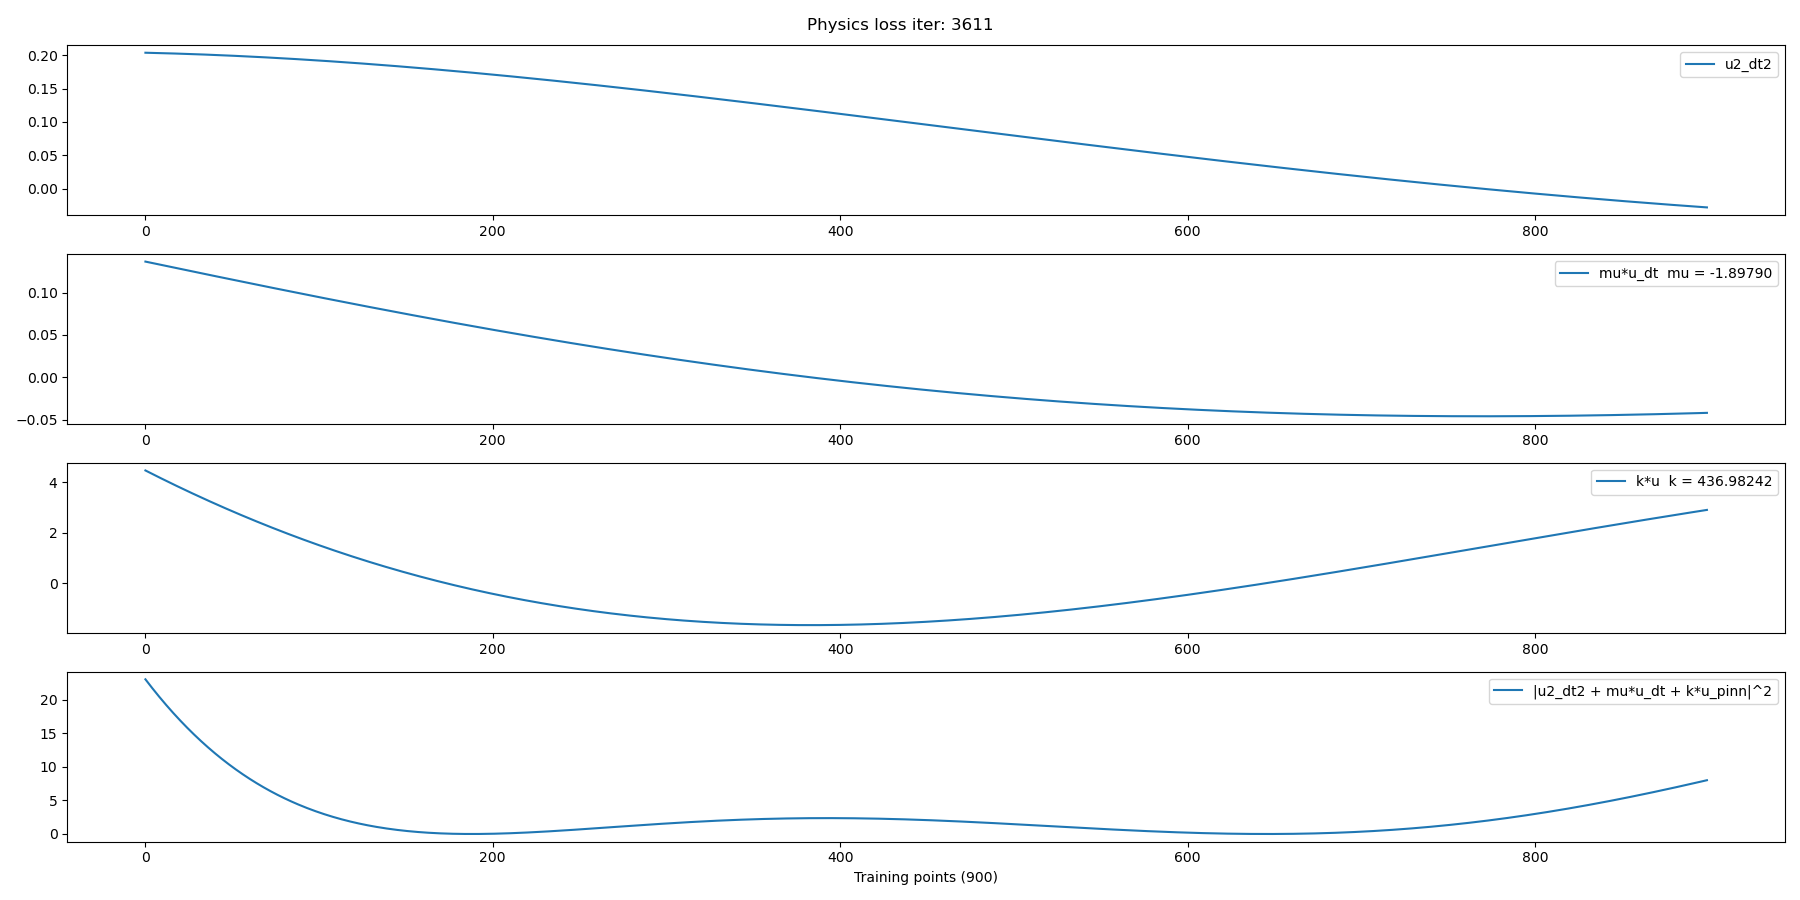 Physics loss iter: 3611
0.20
0.15
0.10
0.05
0.00
u2_dt2
0 200 400 600 800
0.10
0.05
0.00
−0.05
mu*u_dt  mu = -1.89790
0 200 400 600 800
4
2
0
k*u  k = 436.98242
0 200 400 600 800
20
15
10
5
0
|u2_dt2 + mu*u_dt + k*u_pinn|^2
0 200 400 600 800
Training points (900)